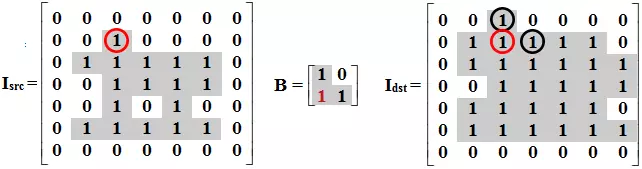 Isrc =
0 0 0 0 0 0 0
0 0 1 0 0 0 0
0 1 1 1 1 1 0
0 0 1 1 1 1 0
0 0 1 0 1 0 0
0 1 1 1 1 1 0
0 0 0 0 0 0 0
B =
1 0
1 1
Idst =
0 0 1 0 0 0 0
0 1 1 1 1 1 0
0 1 1 1 1 1 1
0 0 1 1 1 1 1
0 1 1 1 1 1 0
0 1 1 1 1 1 1
0 0 0 0 0 0 0